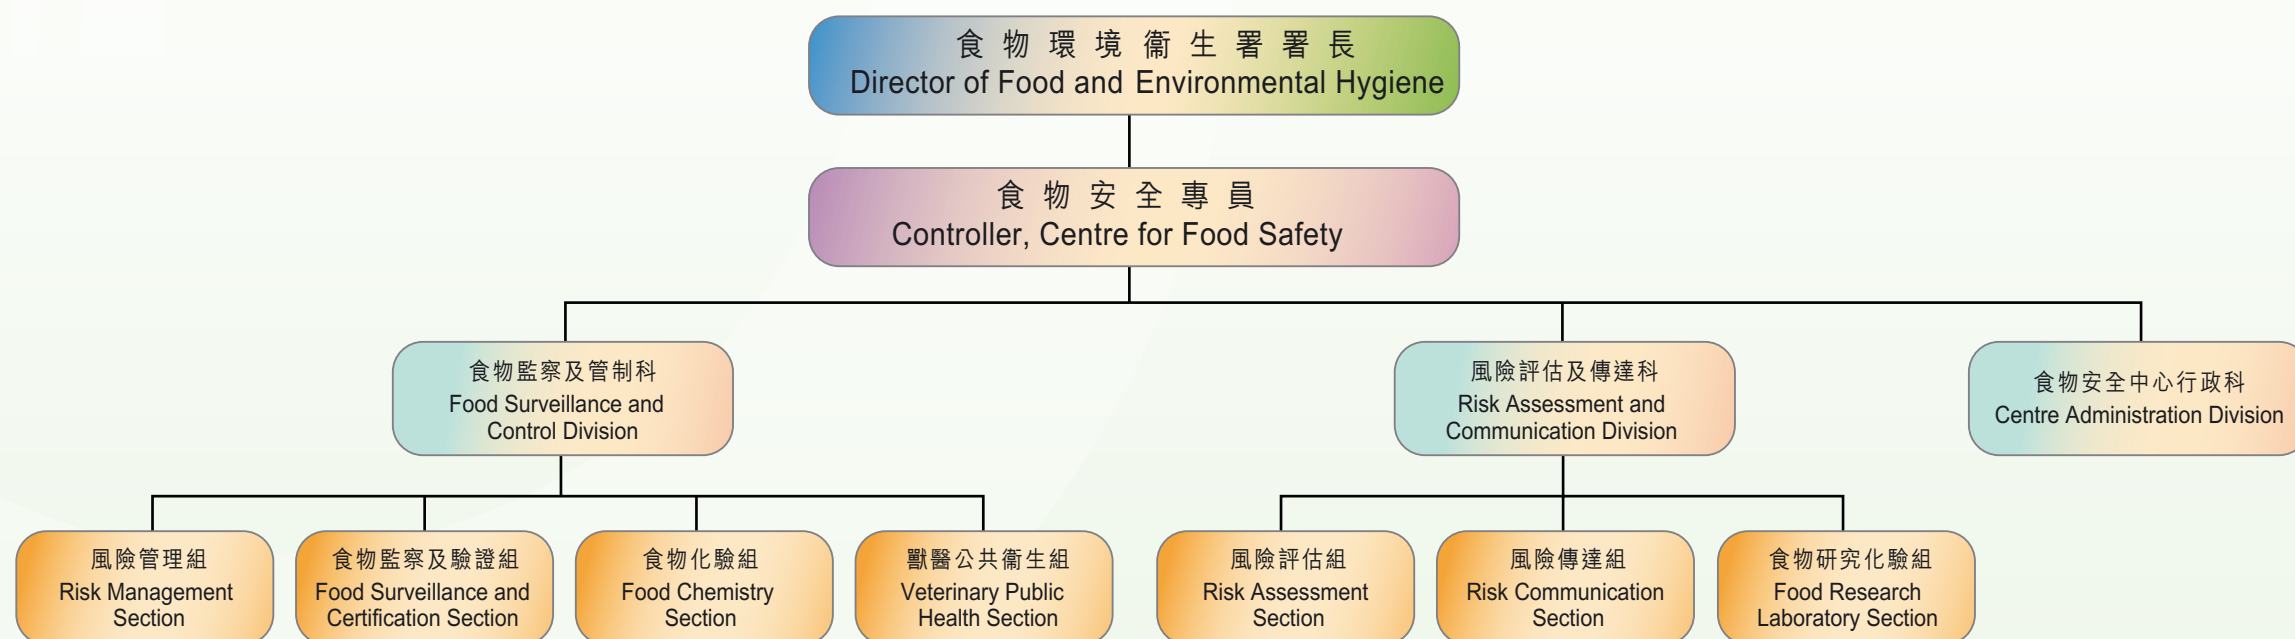 食物環境衞生署署長
Director of Food and Environmental Hygiene
食物安全專員
Controller, Centre for Food Safety
食物監察及管制科
Food Surveillance and
Control Division
風險評估及傳達科
Risk Assessment and
Communication Division
食物安全中心行政科
Centre Administration Division
風險管理組
Risk Management
Section
食物監察及驗證組
Food Surveillance and
Certification Section
食物化驗組
Food Chemistry
Section
獸醫公共衞生組
Veterinary Public
Health Section
風險評估組
Risk Assessment
Section
風險傳達組
Risk Communication
Section
食物研究化驗組
Food Research
Laboratory Section